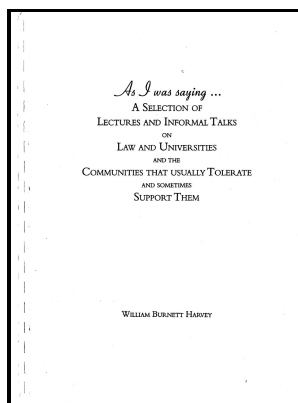 As I was saying ...
A Selection of
Lectures and Informal Talks
on
Law and Universities
and the
Communities that usually Tolerate
and sometimes
Support Them
William Burnett Harvey